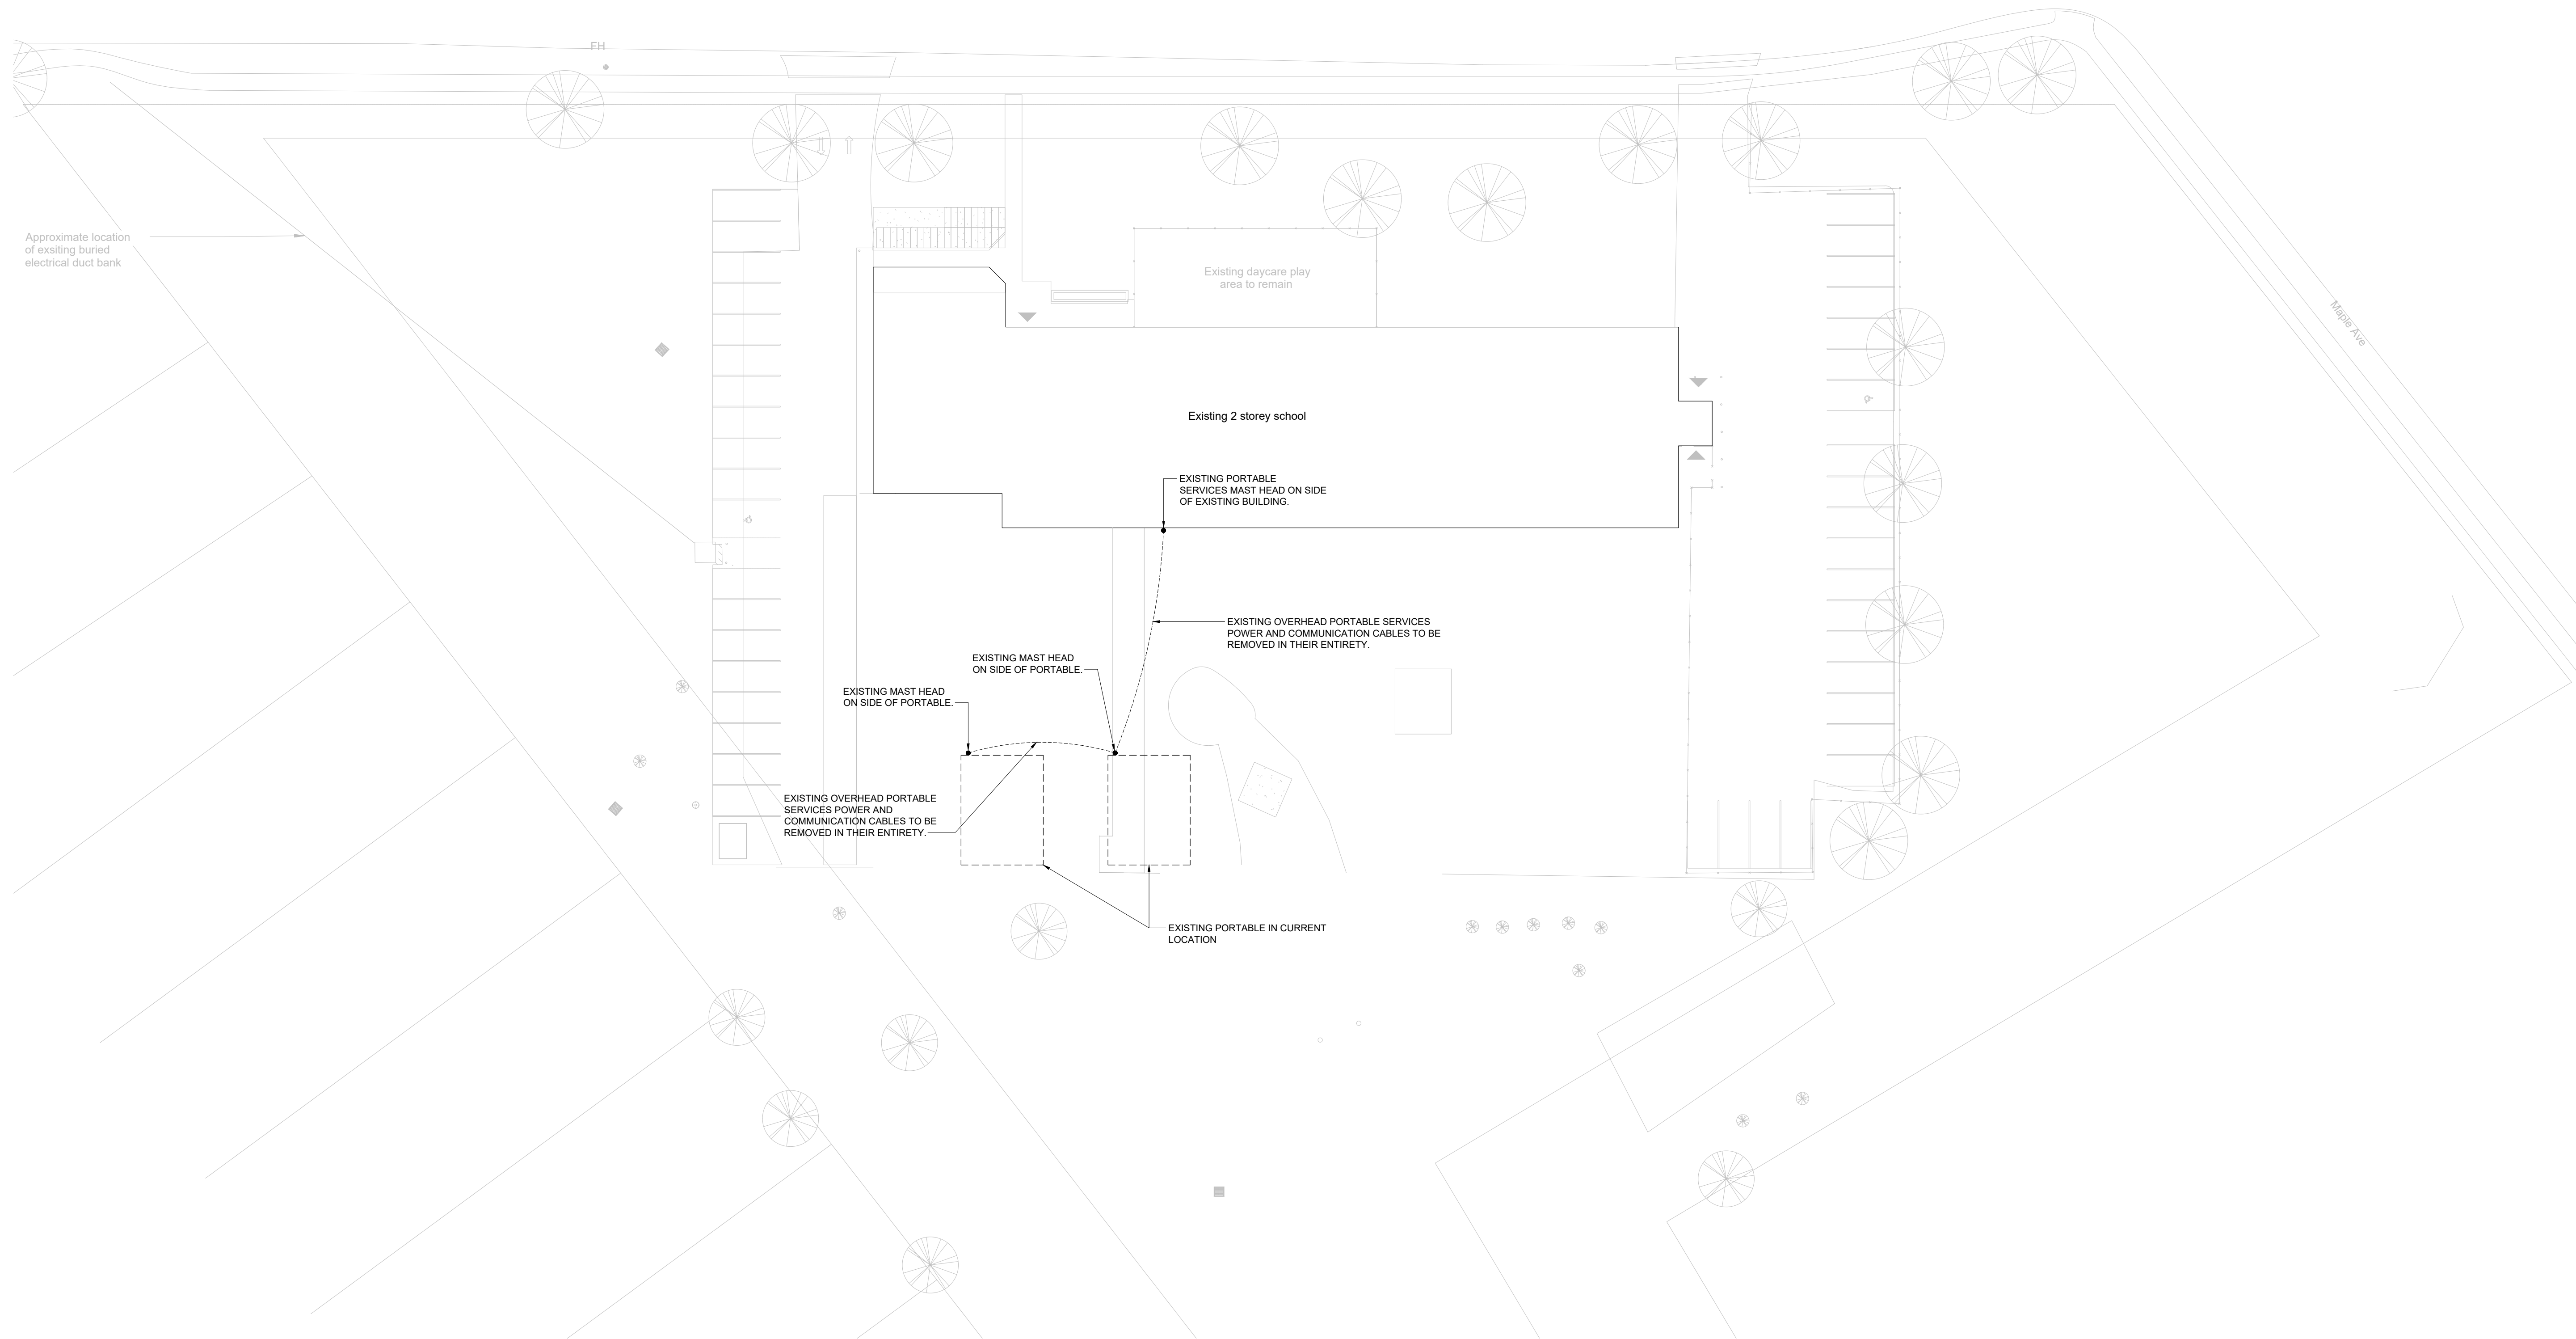 FH
Approximate location
of exsiting buried
electrical duct bank
Existing daycare play
area to remain
Maple Ave
Existing 2 storey school
EXISTING PORTABLE
SERVICES MAST HEAD ON SIDE
OF EXISTING BUILDING.
EXISTING OVERHEAD PORTABLE SERVICES
POWER AND COMMUNICATION CABLES TO BE
REMOVED IN THEIR ENTIRETY.
EXISTING MAST HEAD
ON SIDE OF PORTABLE.
EXISTING MAST HEAD
ON SIDE OF PORTABLE.
EXISTING OVERHEAD PORTABLE
SERVICES POWER AND
COMMUNICATION CABLES TO BE
REMOVED IN THEIR ENTIRETY.
EXISTING PORTABLE IN CURRENT
LOCATION